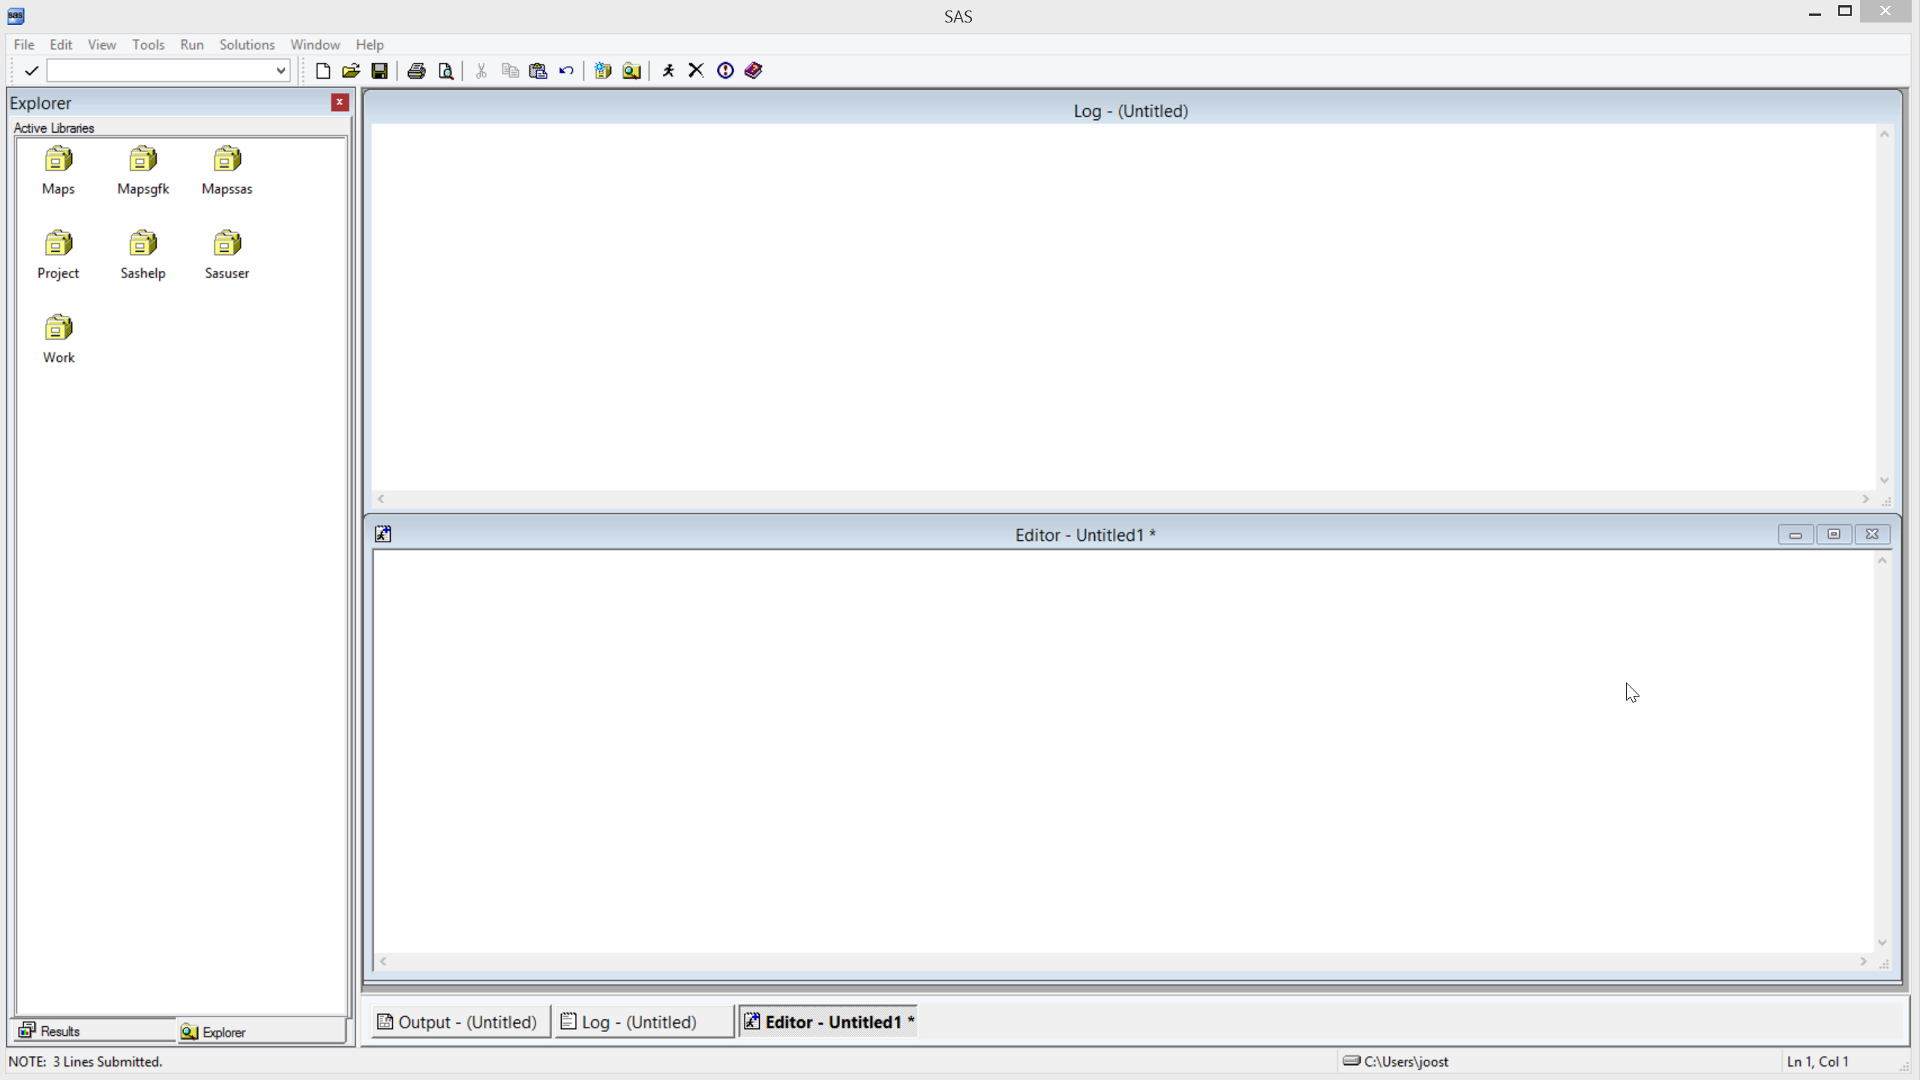 SAS
File Edit View Tools Run Solutions Window Help
Explorer
Active Libraries
Maps Mapsgfk Mapssas
Project Sashelp Sasuser
Work
Log - (Untitled)
Editor - Untitled1 *
Results Explorer
Output - (Untitled) Log - (Untitled) Editor - Untitled1 *
NOTE: 3 Lines Submitted. C:\Users\joost Ln 1, Col 1